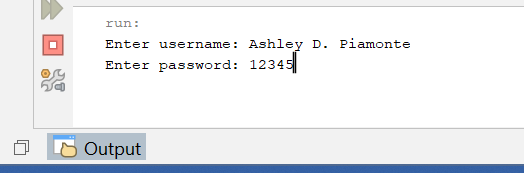 run:
Enter username: Ashley D. Piamonte
Enter password: 12345
Output